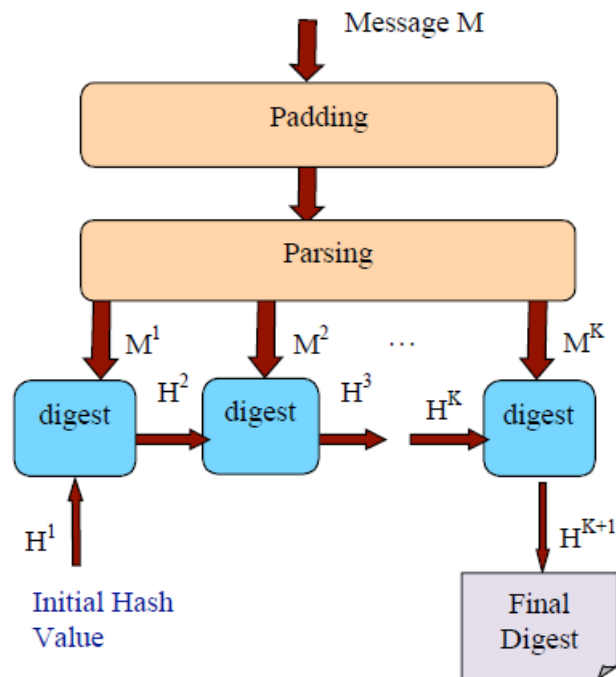 Message M
Padding
Parsing
M¹ M² ... Mᴷ
digest H² digest H³ Hᴷ digest
H¹ Hᴷ⁺¹
Initial Hash
Value
Final
Digest